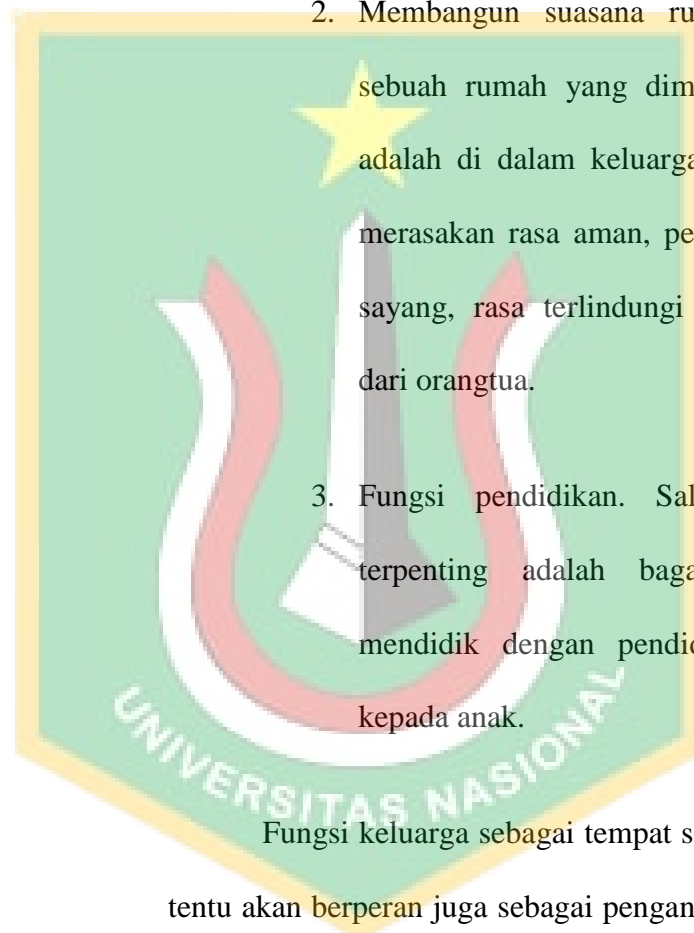 2. Membangun suasana ru
sebuah rumah yang dim
adalah di dalam keluarga
merasakan rasa aman, pe
sayang, rasa terlindungi
dari orangtua.
3. Fungsi pendidikan. Sal
terpenting adalah baga
mendidik dengan pendid
kepada anak.
UNIVERSITAS NASIONAL
Fungsi keluarga sebagai tempat s
tentu akan berperan juga sebagai pengan